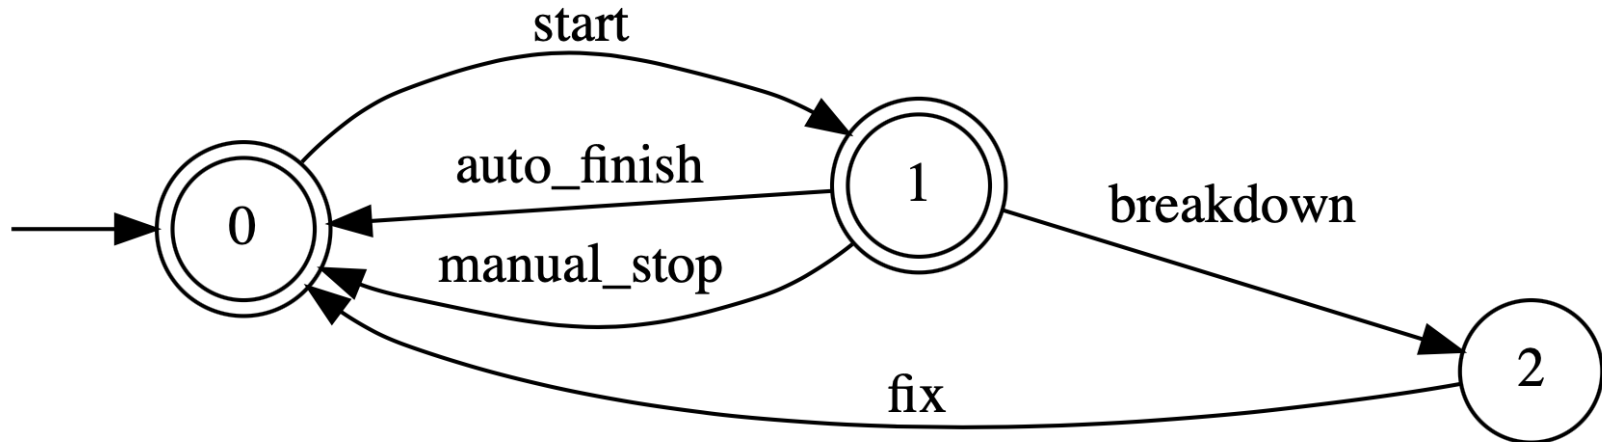 start
auto_finish
1
0
breakdown
manual_stop
2
fix